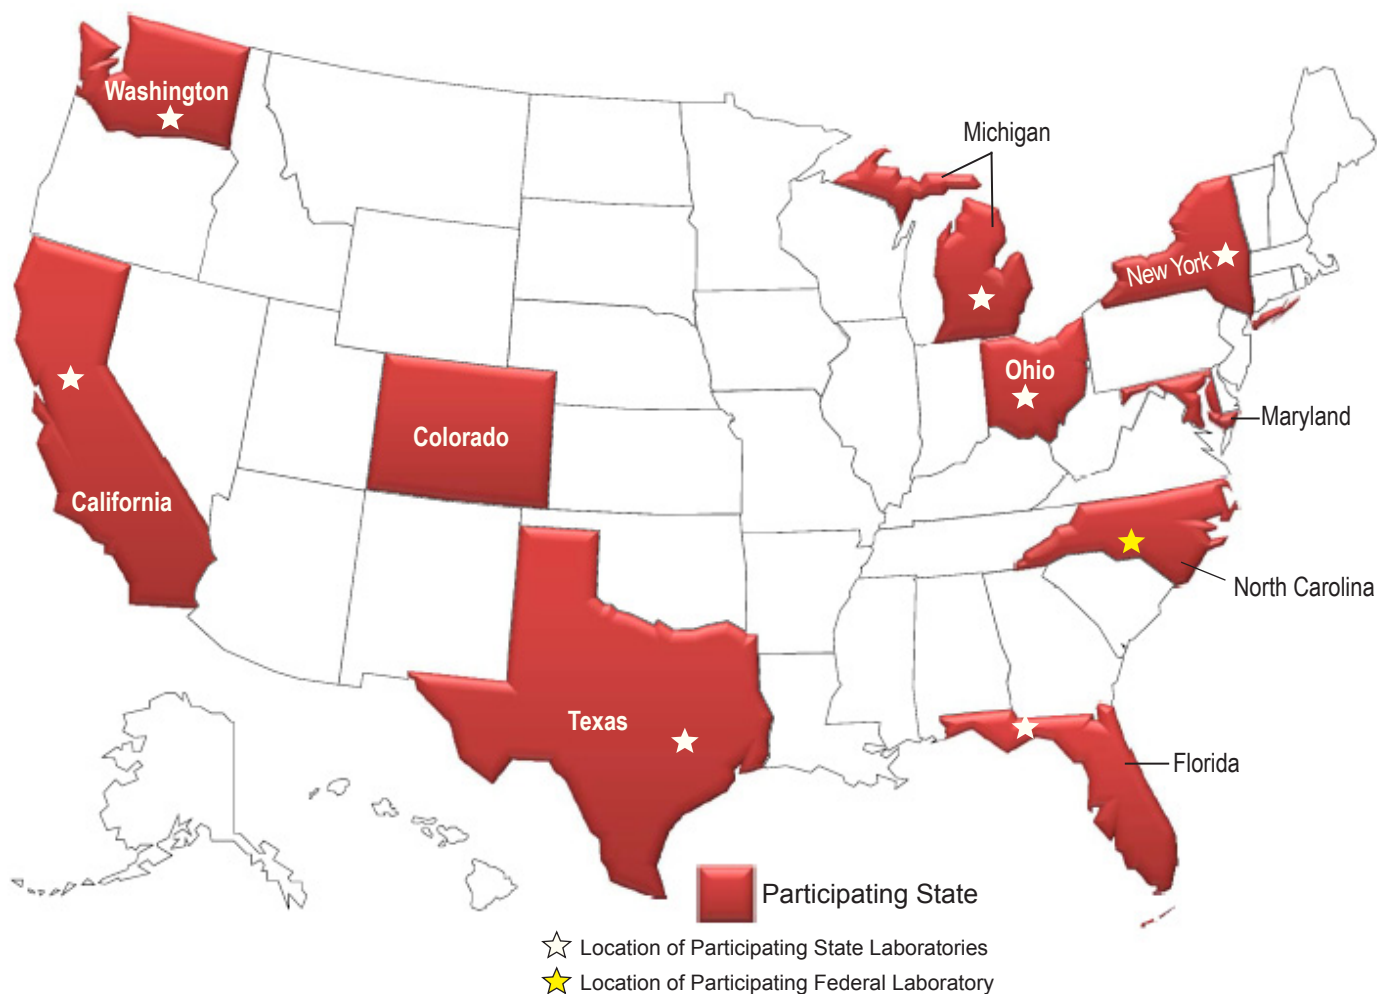 Washington
Michigan
New York
Ohio
Maryland
Colorado
California
North Carolina
Texas
Florida
Participating State
Location of Participating State Laboratories
Location of Participating Federal Laboratory